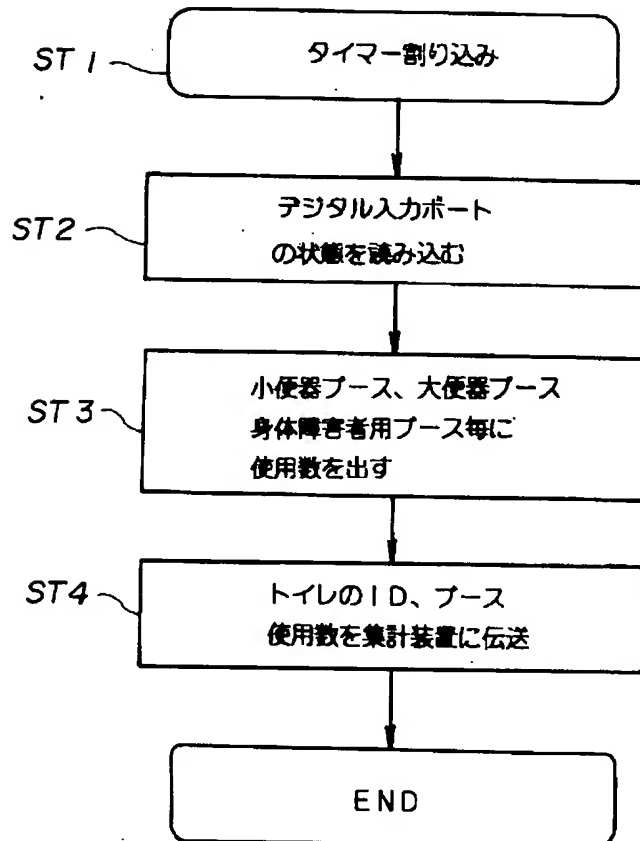 ST1
タイマー割り込み
ST2
デジタル入力ポート
の状態を読み込む
ST3
小便器ブース、大便器ブース
身体障害者用ブース毎に
使用数を出す
ST4
トイレのID、ブース
使用数を集計装置に伝送
END